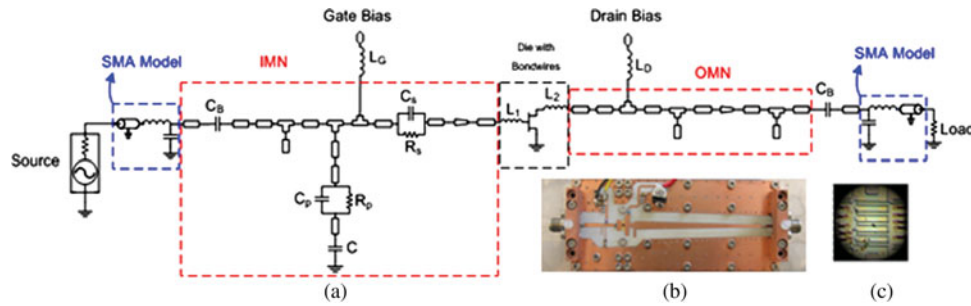 Gate Bias
Drain Bias
SMA Model
IMN
L_G
Die with
Bondwires
L_D
OMN
SMA Model
C_B
C_s
R_s
L_1
L_2
C_B
Source
Load
C_p
R_p
C
(a)
(b)
(c)